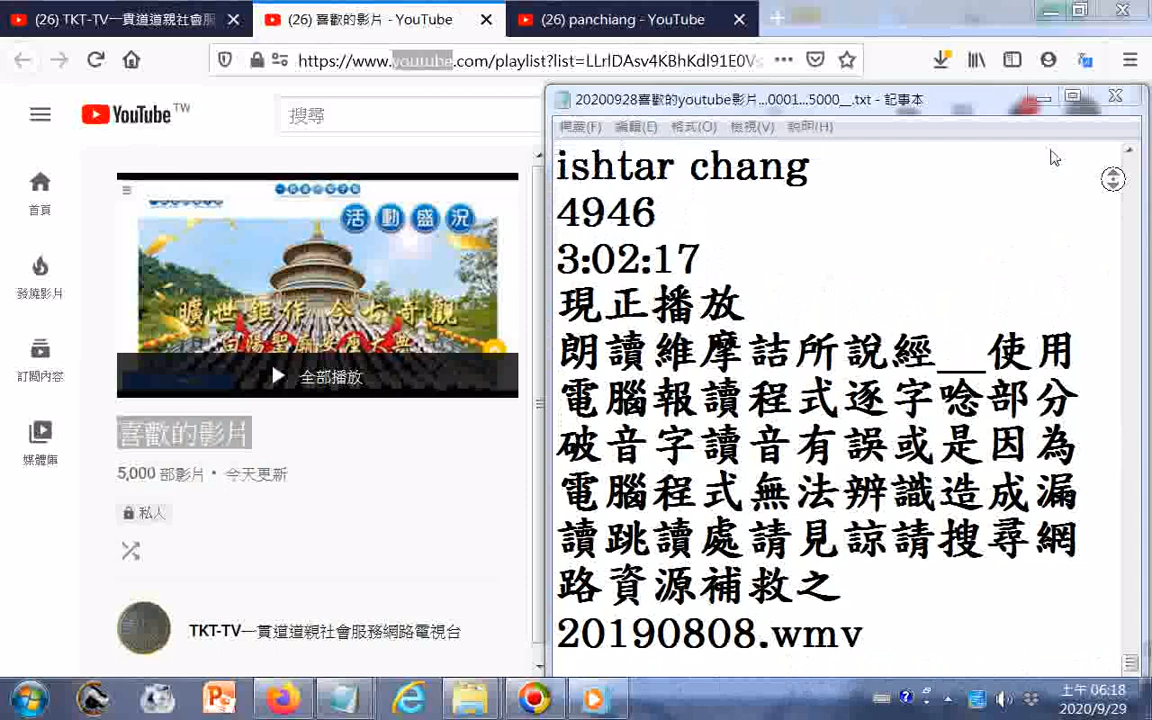 (26) TKT-TV一貫道道親社會服
(26) 喜歡的影片 - YouTube
(26) panchiang - YouTube
https://www.youtube.com/playlist?list=LLrlDAsv4KBhKdl91E0Vs
YouTube TW
搜尋
首頁
發燒影片
訂閱內容
媒體庫
活動盛況
曠世鉅作 今古奇觀
全部播放
喜歡的影片
5,000 部影片・ 今天更新
私人
TKT-TV一貫道道親社會服務網路電視台
20200928喜歡的youtube影片...0001...5000__.txt - 記事本
檔案(F) 編輯(E) 格式(O) 檢視(V) 說明(H)
ishtar chang
4946
3:02:17
現正播放
朗讀維摩詰所說經__使用
電腦報讀程式逐字唸部分
破音字讀音有誤或是因為
電腦程式無法辨識造成漏
讀跳讀處請見諒請搜尋網
路資源補救之
20190808.wmv
上午 06:18
2020/9/29